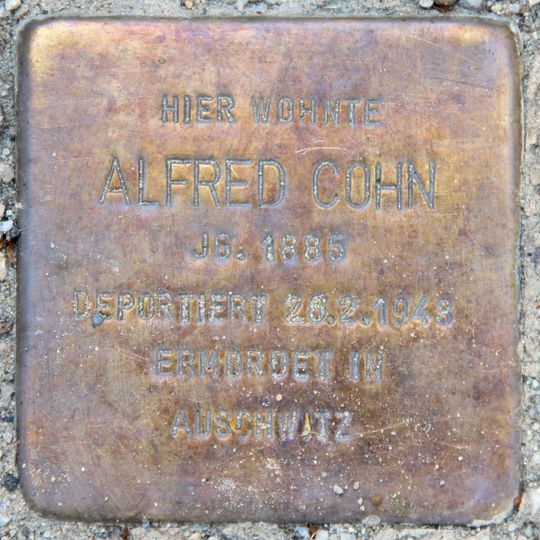 HIER WOHNTE
ALFRED COHN
JG. 1885
DEPORTIERT 26.2.1943
ERMORDET IN
AUSCHWITZ